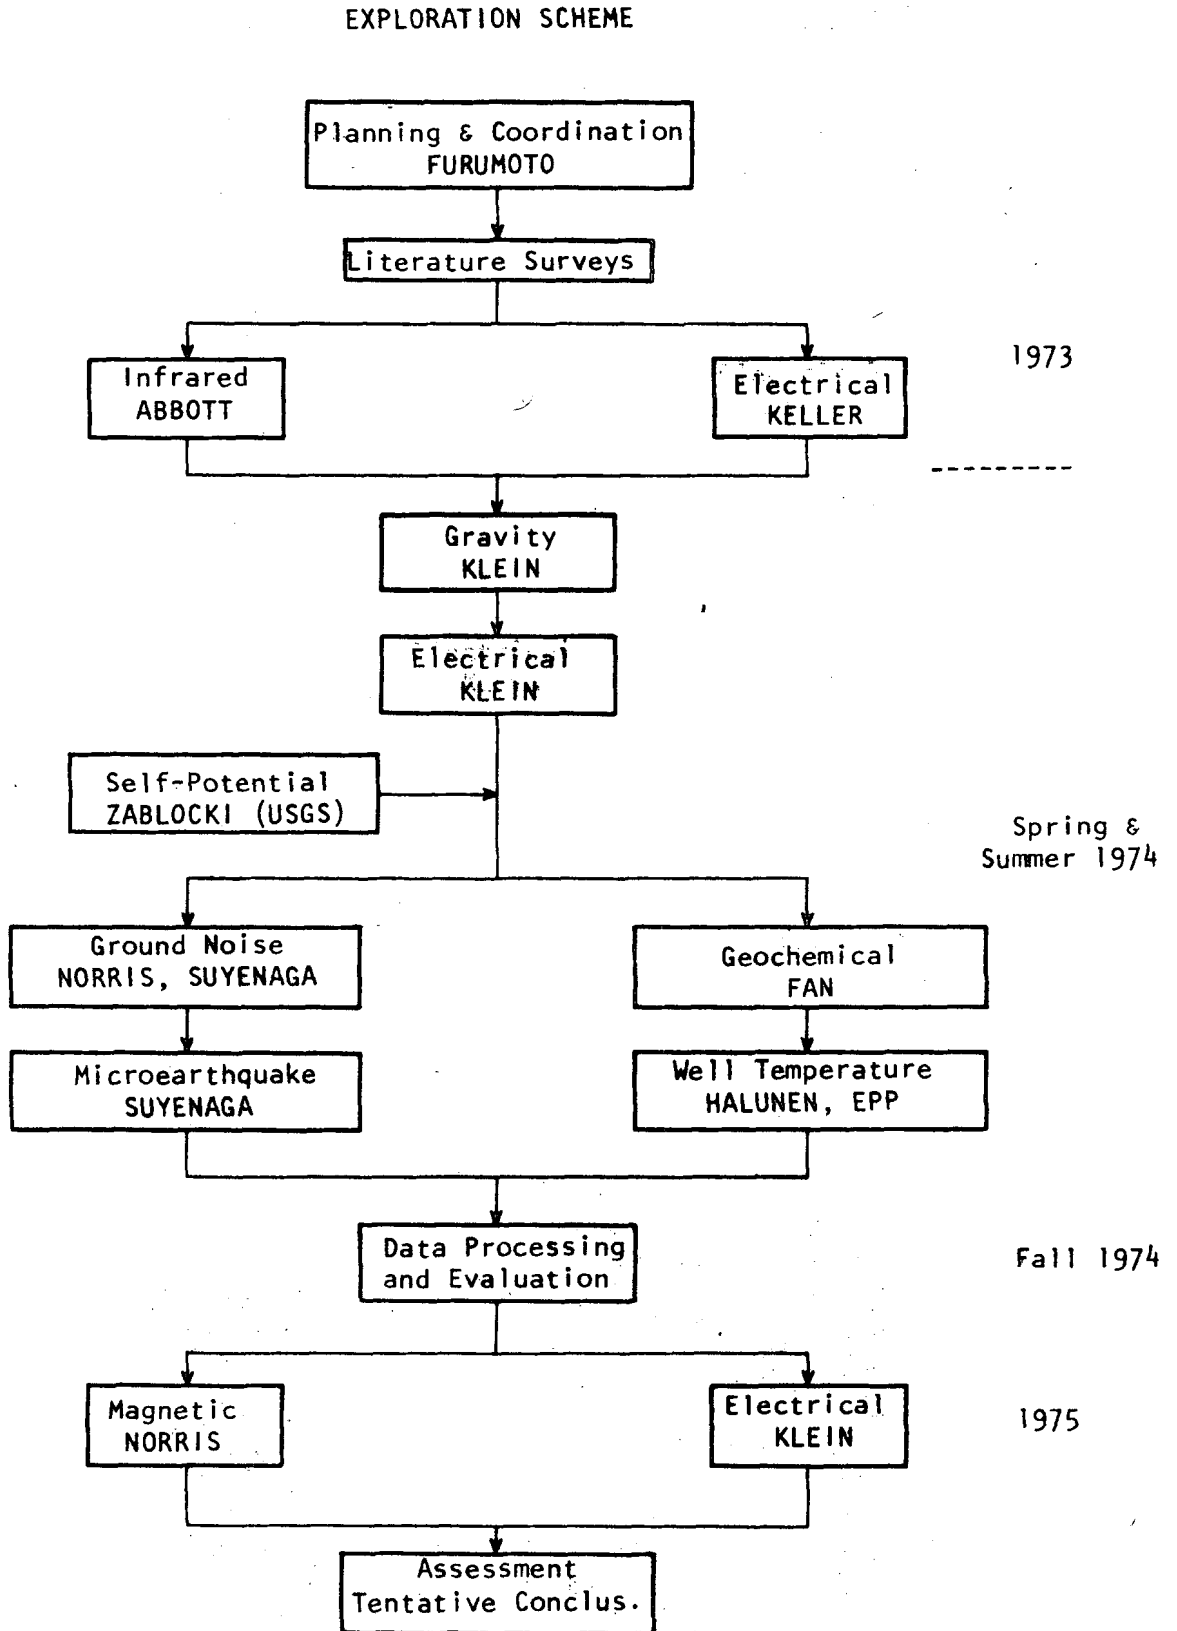 EXPLORATION SCHEME
Planning & Coordination
FURUMOTO
Literature Surveys
1973
Infrared
ABBOTT
Electrical
KELLER
Gravity
KLEIN
Electrical
KLEIN
Self-Potential
ZABLOCKI (USGS)
Spring &
Summer 1974
Ground Noise
NORRIS, SUYENAGA
Geochemical
FAN
Microearthquake
SUYENAGA
Well Temperature
HALUNEN, EPP
Data Processing
and Evaluation
Fall 1974
Magnetic
NORRIS
Electrical
KLEIN
1975
Assessment
Tentative Conclus.